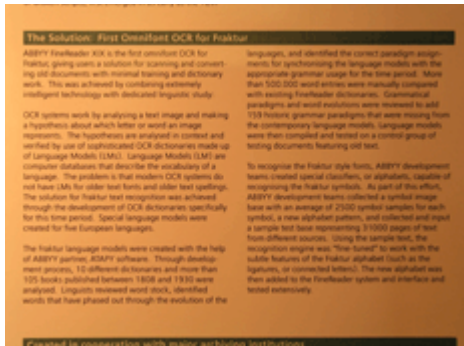 The Solution: First Omnifont OCR for Fraktur
ABBYY FineReader XIX is the first omnifont OCR for
Fraktur, giving users a solution for scanning and convert-
ing old documents with minimal training and dictionary
work. This was achieved by combining extremely
intelligent technology with dedicated linguistic study.
OCR systems work by analysing a text image and making
a hypothesis about which letter or word an image
represents. The hypotheses are analysed in context and
verified by use of sophisticated OCR dictionaries made up
of Language Models (LMs). Language Models (LM) are
computer databases that describe the vocabulary of a
language. The problem is that modern OCR systems do
not have LMs for older text fonts and older text spellings.
The solution for Fraktur text recognition was achieved
through the development of OCR dictionaries specifically
for this time period. Special language models were
created for five European languages.
The Fraktur language models were created with the help
of ABBYY partner, ATAPY software. Through develop-
ment process, 10 different dictionaries and more than
105 books published between 1808 and 1930 were
analysed. Linguists reviewed word stock, identified
words that have phased out through the evolution of the
languages, and identified the correct paradigm assign-
ments for synchronising the language models with the
appropriate grammar usage for the time period. More
than 500.000 word entries were manually compared
with existing FineReader dictionaries. Grammatical
paradigms and word evolutions were reviewed to add
159 historic grammar paradigms that were missing from
the contemporary language models. Language models
were then compiled and tested on a control group of
testing documents featuring old text.
To recognise the Fraktur style fonts, ABBYY development
teams created special classifiers, or alphabets, capable of
recognising the Fraktur symbols. As part of this effort,
ABBYY development teams collected a symbol image
base with an average of 2500 symbol samples for each
symbol, a new alphabet pattern, and collected and input
a sample test base representing 31000 pages of text
from different sources. Using the sample text, the
recognition engine was "fine tuned" to work with the
subtle features of the Fraktur alphabet (such as the
ligatures, or connected letters). The new alphabet was
then added to the FineReader system and interface and
tested extensively.
Created in cooperation with major archiving institutions